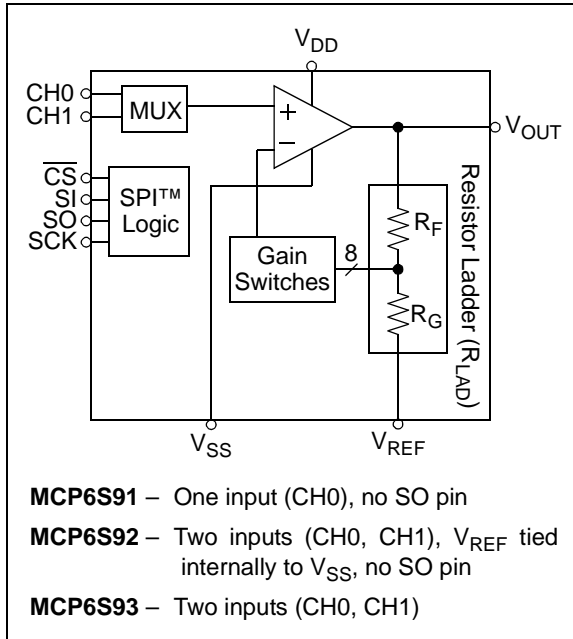 V_DD
CH0
CH1
MUX
+
−
V_OUT
C̅S̅
SI
SO
SCK
SPI™
Logic
Gain
Switches
8
R_F
R_G
Resistor Ladder (R_LAD)
V_SS
V_REF
MCP6S91 – One input (CH0), no SO pin
MCP6S92 – Two inputs (CH0, CH1), V_REF tied
internally to V_SS, no SO pin
MCP6S93 – Two inputs (CH0, CH1)